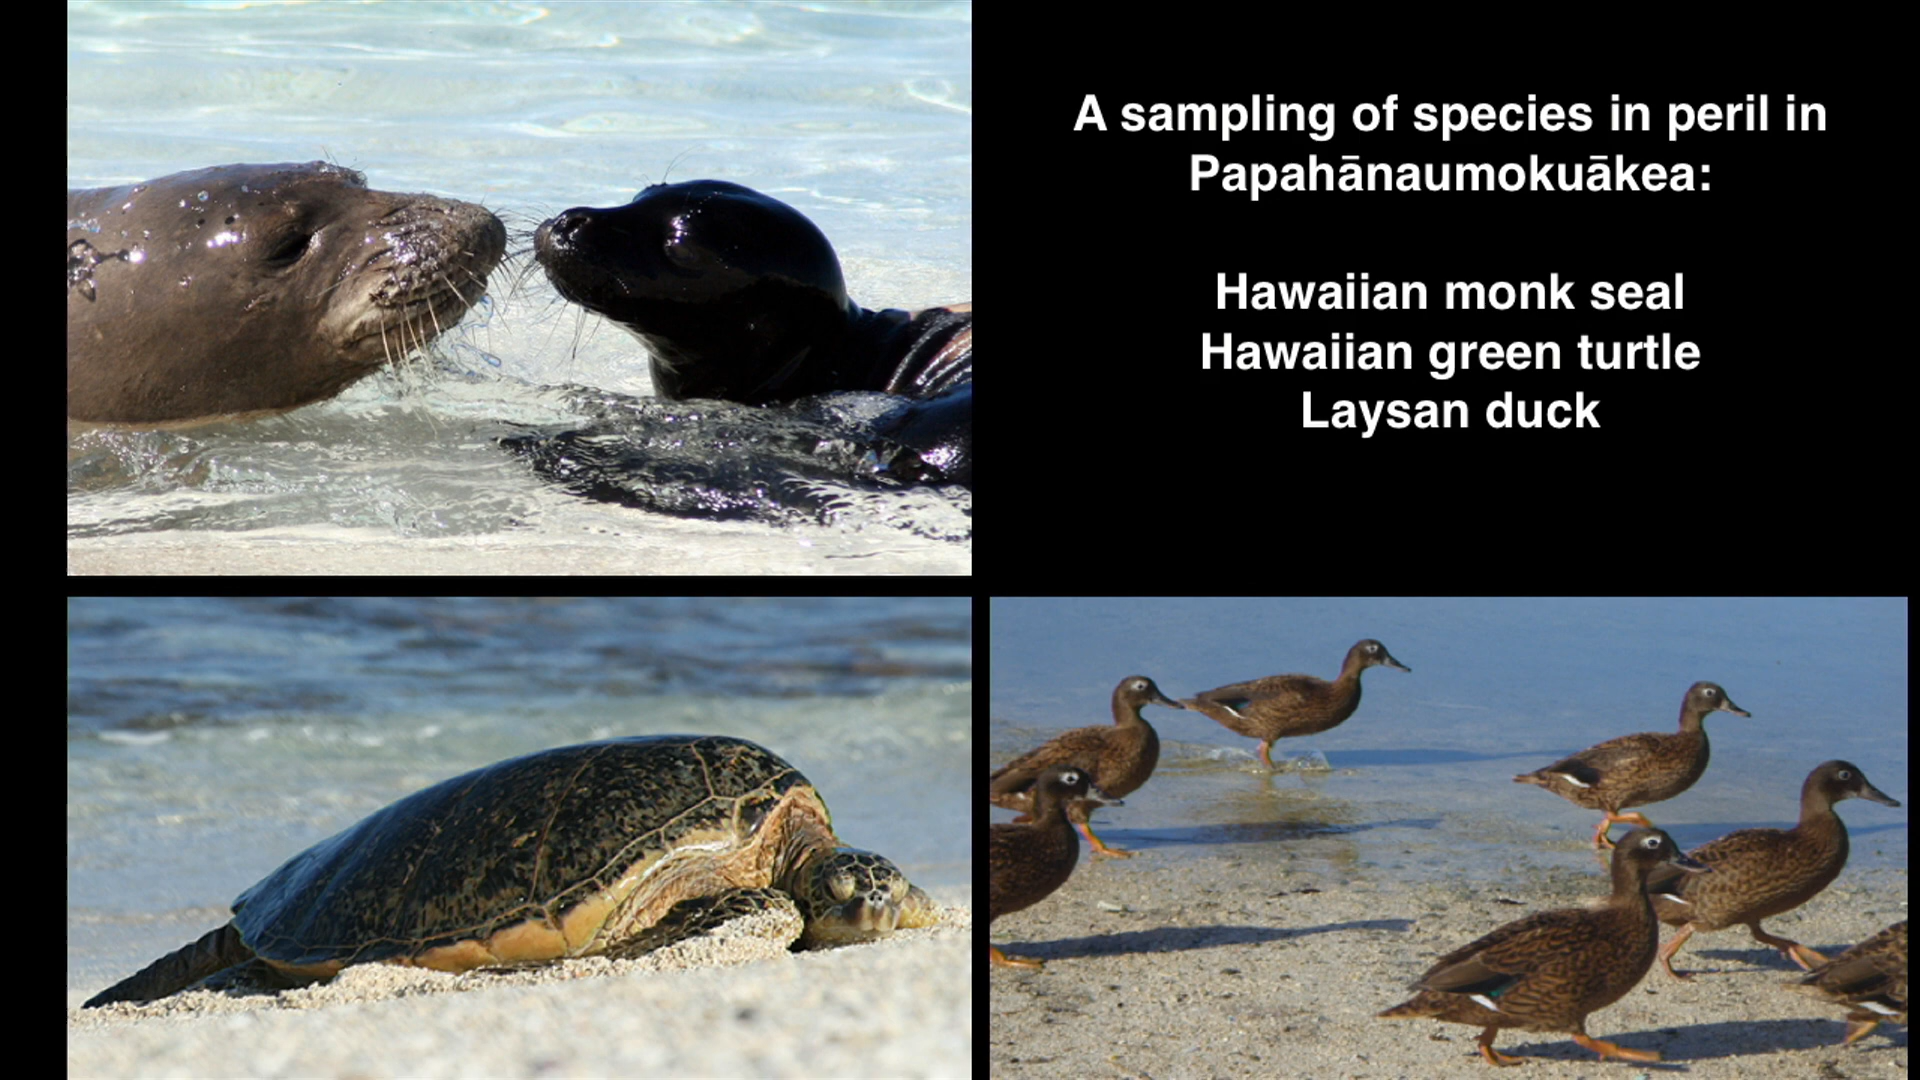 A sampling of species in peril in
Papahānaumokuākea:
Hawaiian monk seal
Hawaiian green turtle
Laysan duck